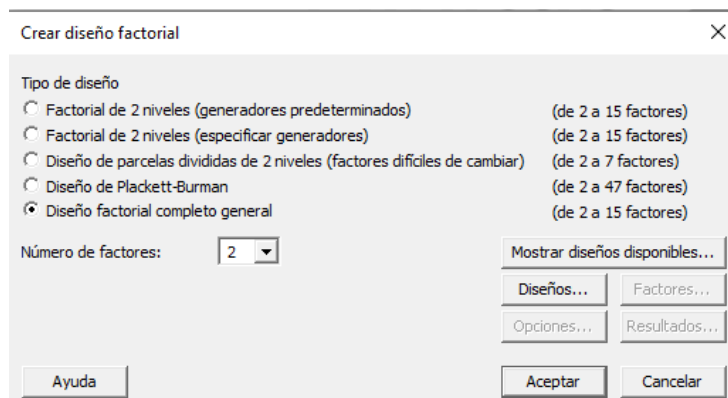 Crear diseño factorial
Tipo de diseño
Factorial de 2 niveles (generadores predeterminados) (de 2 a 15 factores)
Factorial de 2 niveles (especificar generadores) (de 2 a 15 factores)
Diseño de parcelas divididas de 2 niveles (factores difíciles de cambiar) (de 2 a 7 factores)
Diseño de Plackett-Burman (de 2 a 47 factores)
Diseño factorial completo general (de 2 a 15 factores)
Número de factores: 2 Mostrar diseños disponibles...
Diseños... Factores...
Opciones... Resultados...
Ayuda Aceptar Cancelar